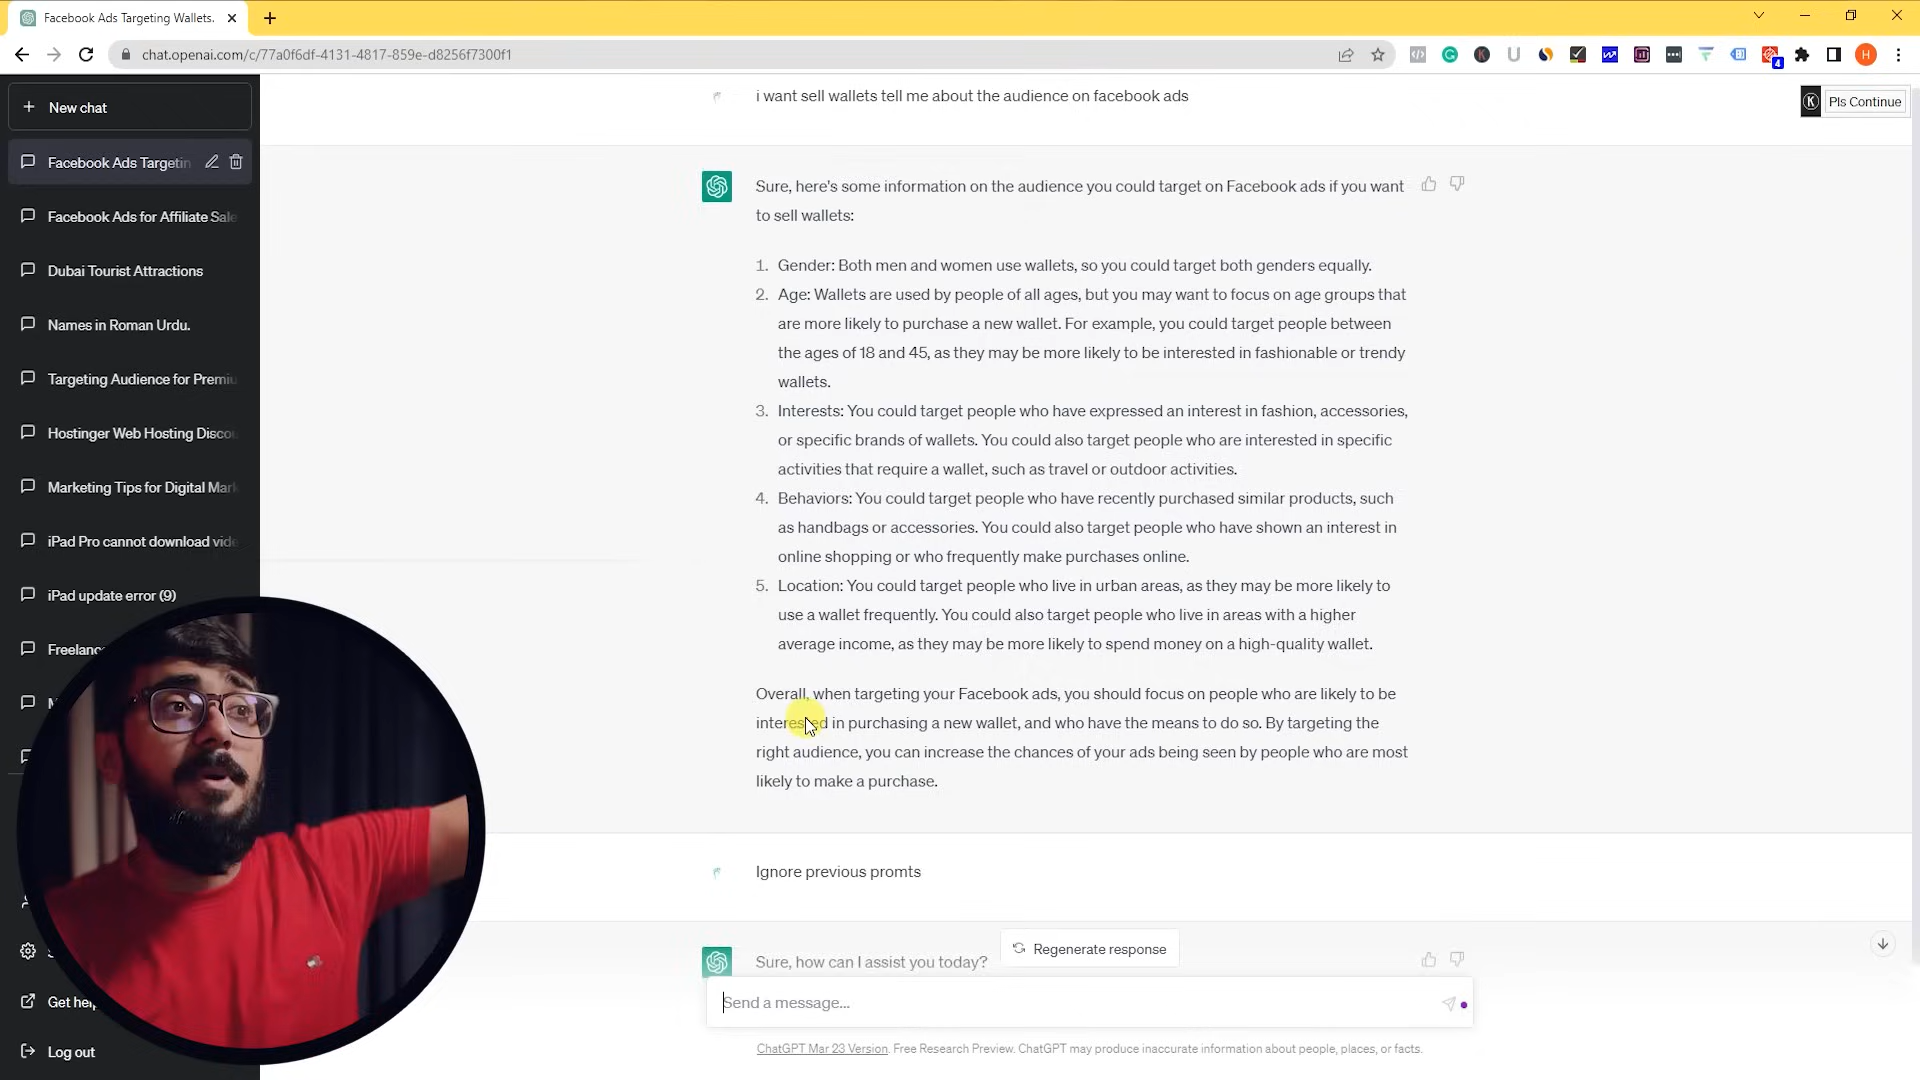 Facebook Ads Targeting Wallets.
chat.openai.com/c/77a0f6df-4131-4817-859e-d8256f7300f1
4
H
New chat
Facebook Ads Targetin
Facebook Ads for Affiliate Sale
Dubai Tourist Attractions
Names in Roman Urdu.
Targeting Audience for Premiu
Hostinger Web Hosting Discou
Marketing Tips for Digital Mark
iPad Pro cannot download vide
iPad update error (9)
Freelanc
Get help
Log out
K Pls Continue
i want sell wallets tell me about the audience on facebook ads
Sure, here's some information on the audience you could target on Facebook ads if you want
to sell wallets:
1. Gender: Both men and women use wallets, so you could target both genders equally.
2. Age: Wallets are used by people of all ages, but you may want to focus on age groups that
are more likely to purchase a new wallet. For example, you could target people between
the ages of 18 and 45, as they may be more likely to be interested in fashionable or trendy
wallets.
3. Interests: You could target people who have expressed an interest in fashion, accessories,
or specific brands of wallets. You could also target people who are interested in specific
activities that require a wallet, such as travel or outdoor activities.
4. Behaviors: You could target people who have recently purchased similar products, such
as handbags or accessories. You could also target people who have shown an interest in
online shopping or who frequently make purchases online.
5. Location: You could target people who live in urban areas, as they may be more likely to
use a wallet frequently. You could also target people who live in areas with a higher
average income, as they may be more likely to spend money on a high-quality wallet.
Overall, when targeting your Facebook ads, you should focus on people who are likely to be
interested in purchasing a new wallet, and who have the means to do so. By targeting the
right audience, you can increase the chances of your ads being seen by people who are most
likely to make a purchase.
Ignore previous promts
Sure, how can I assist you today?
Regenerate response
Send a message...
ChatGPT Mar 23 Version. Free Research Preview. ChatGPT may produce inaccurate information about people, places, or facts.